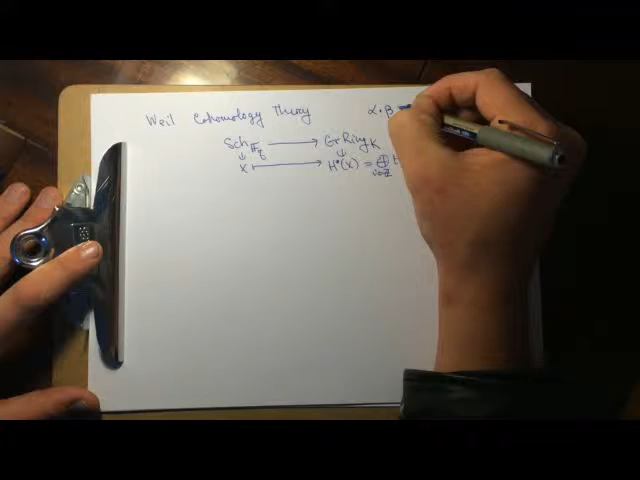 Weil Cohomology Theory α · β =
Sch_{𝔽_q} ⟶ GrRing_K
X ⟼ H^•(X) = ⊕_{i∈ℤ}